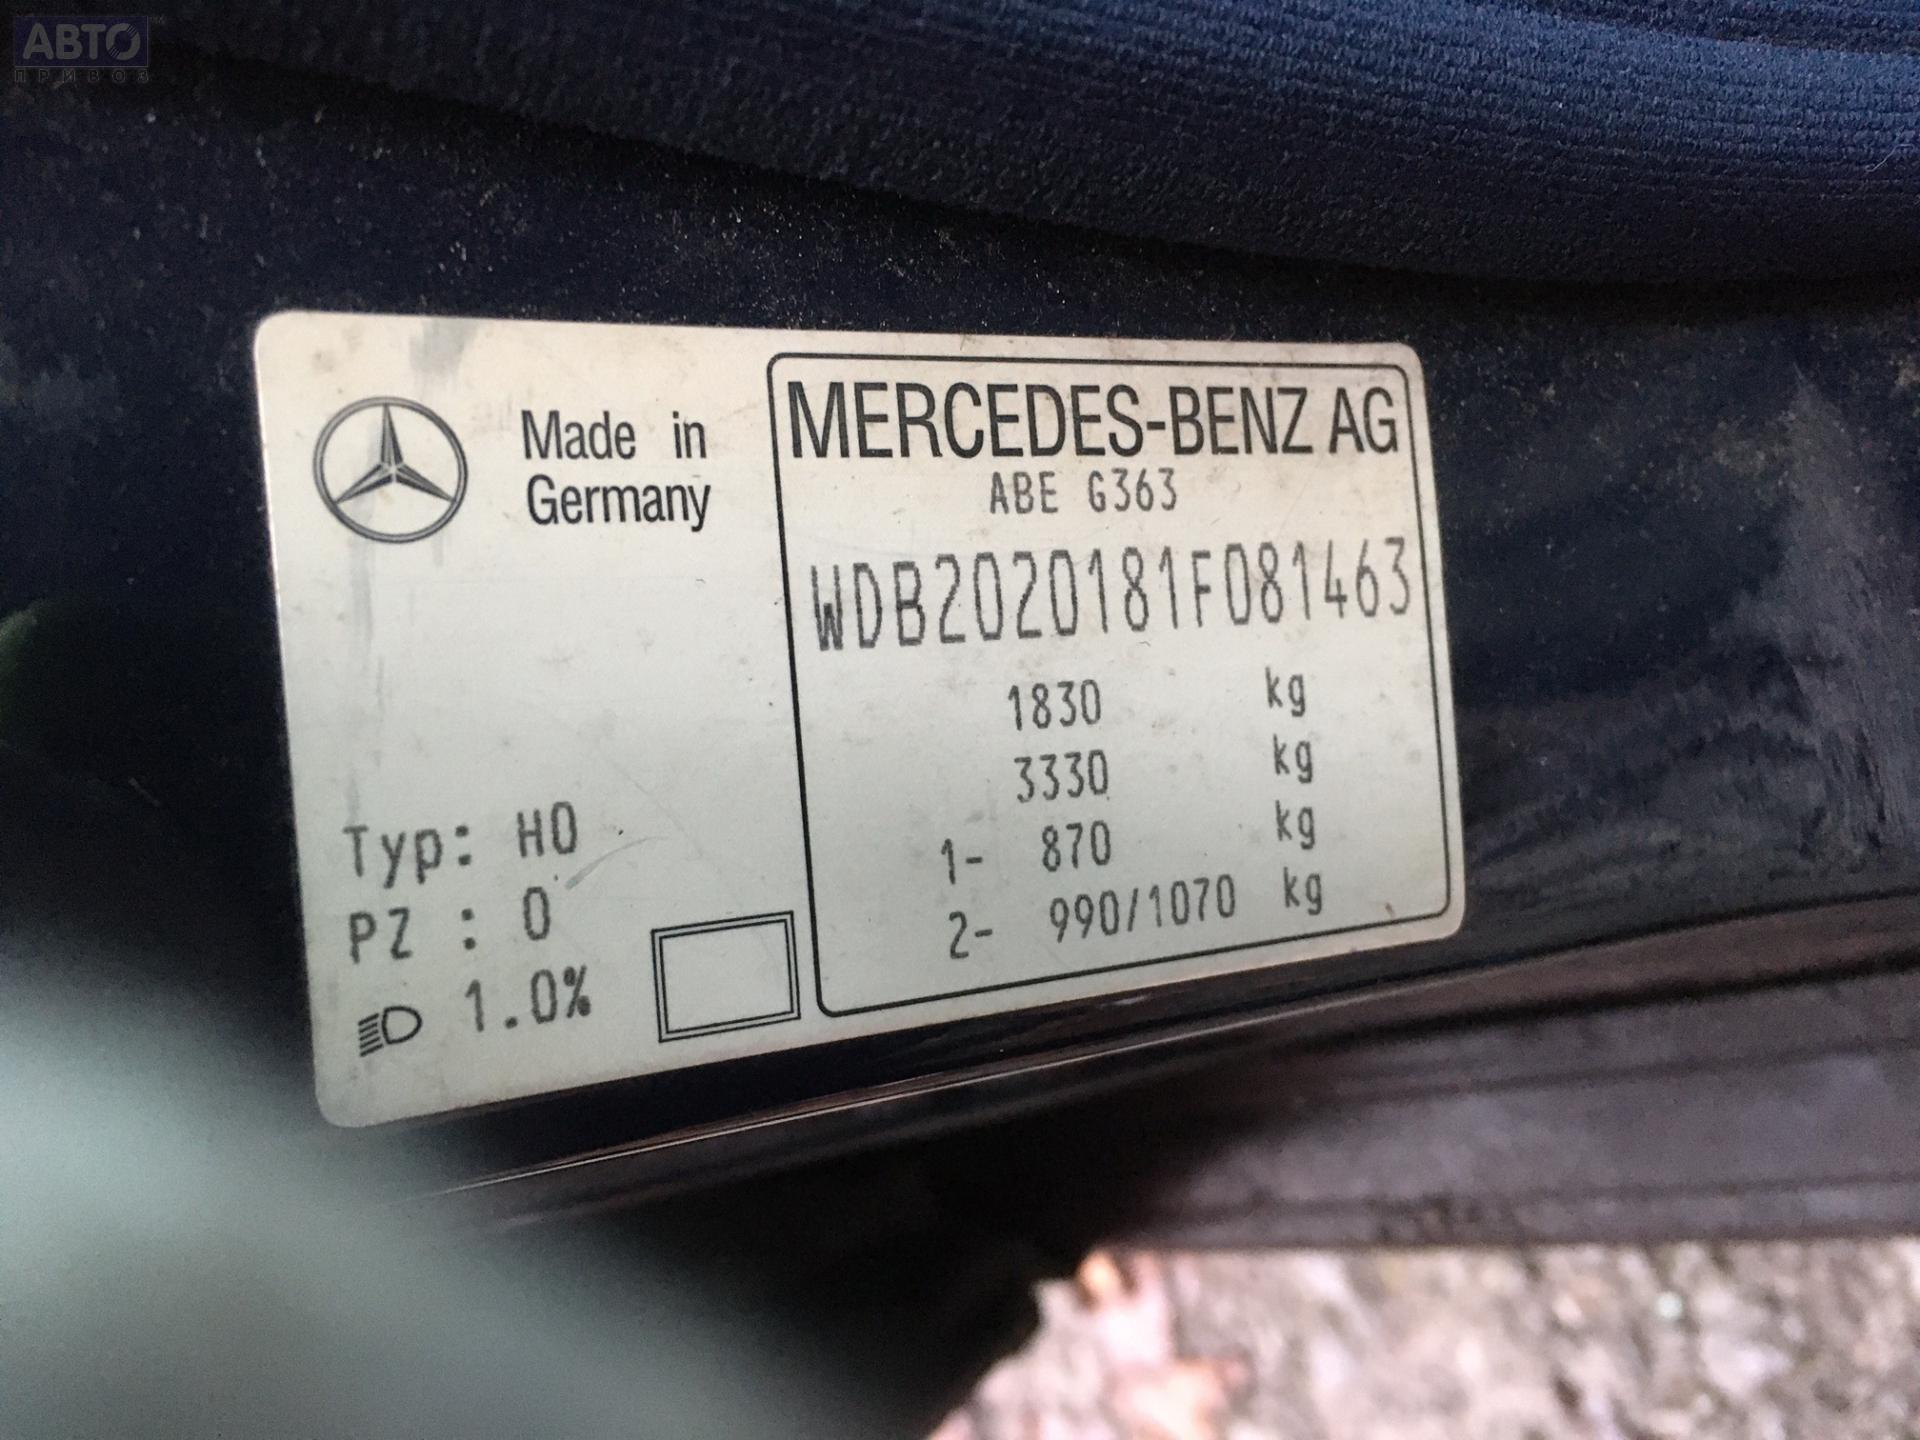 АВТО
ПРИВОЗ
Made in
Germany
Typ: H0
PZ : 0
1.0%
MERCEDES-BENZ AG
ABE G363
WDB2020181F081463
1830 kg
3330 kg
1- 870 kg
2- 990/1070 kg